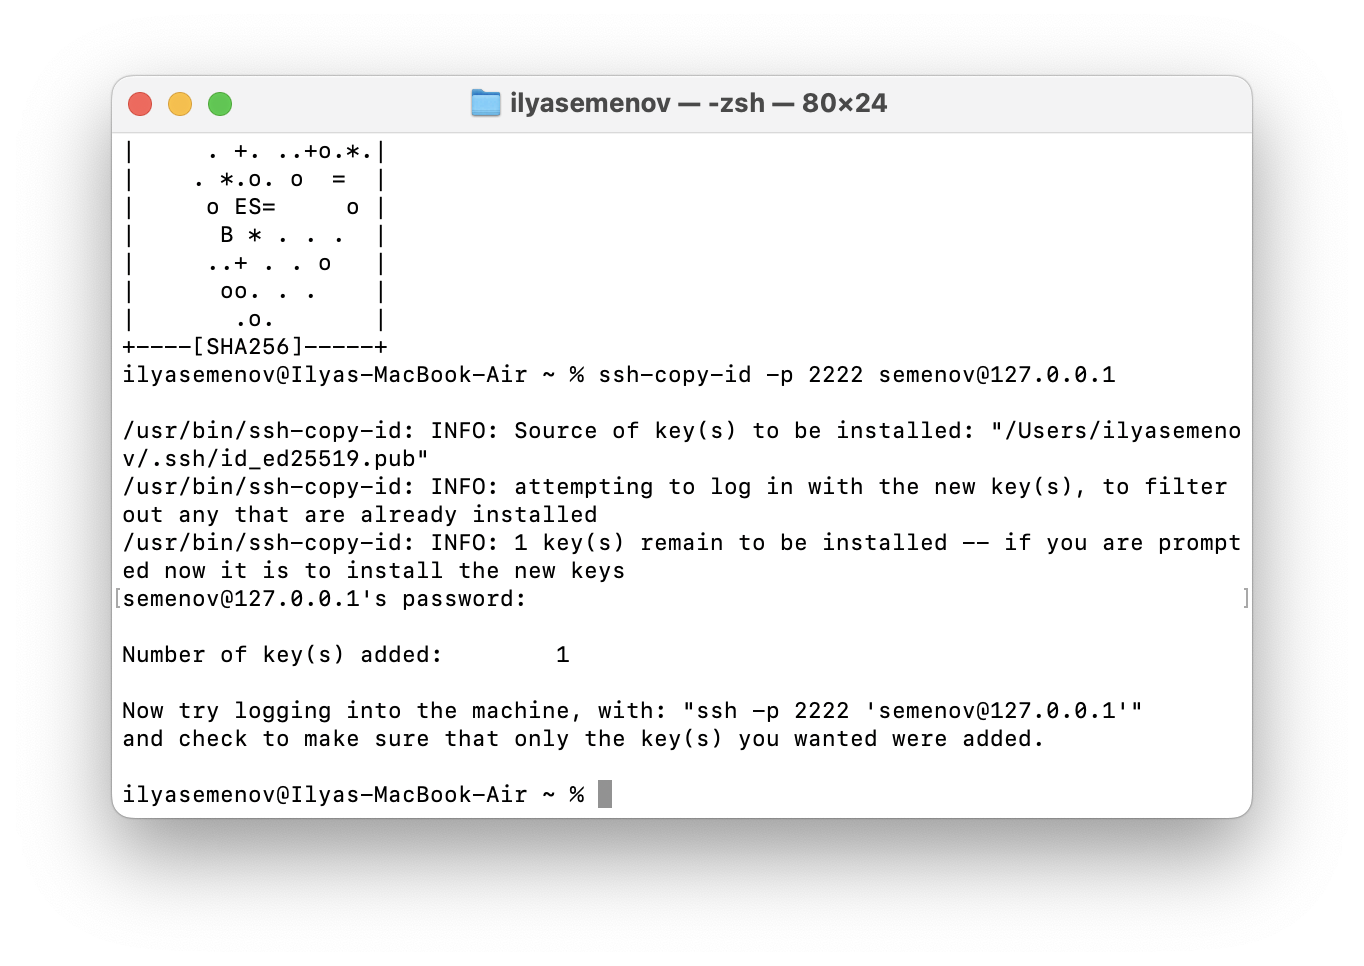 ilyasemenov — -zsh — 80×24
|     . +. ..+o.*.|
|    . *.o. o  =  |
|     o ES=     o |
|      B * . . .  |
|     ..+ . . o   |
|      oo. . .    |
|       .o.       |
+----[SHA256]-----+
ilyasemenov@Ilyas-MacBook-Air ~ % ssh-copy-id -p 2222 semenov@127.0.0.1
/usr/bin/ssh-copy-id: INFO: Source of key(s) to be installed: "/Users/ilyasemeno
v/.ssh/id_ed25519.pub"
/usr/bin/ssh-copy-id: INFO: attempting to log in with the new key(s), to filter
out any that are already installed
/usr/bin/ssh-copy-id: INFO: 1 key(s) remain to be installed -- if you are prompt
ed now it is to install the new keys
[semenov@127.0.0.1's password: ]
Number of key(s) added:        1
Now try logging into the machine, with: "ssh -p 2222 'semenov@127.0.0.1'"
and check to make sure that only the key(s) you wanted were added.
ilyasemenov@Ilyas-MacBook-Air ~ %